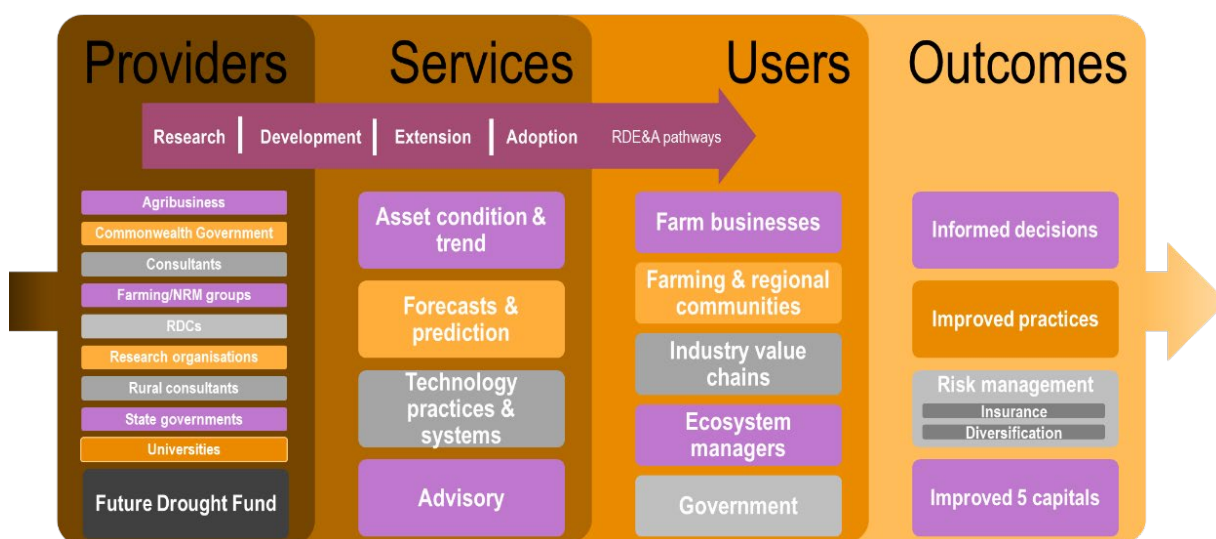 Providers
Services
Users
Outcomes
Research
Development
Extension
Adoption
RDE&A pathways
Agribusiness
Commonwealth Government
Consultants
Farming/NRM groups
RDCs
Research organisations
Rural consultants
State governments
Universities
Future Drought Fund
Asset condition &
trend
Forecasts &
prediction
Technology
practices &
systems
Advisory
Farm businesses
Farming & regional
communities
Industry value
chains
Ecosystem
managers
Government
Informed decisions
Improved practices
Risk management
Insurance
Diversification
Improved 5 capitals